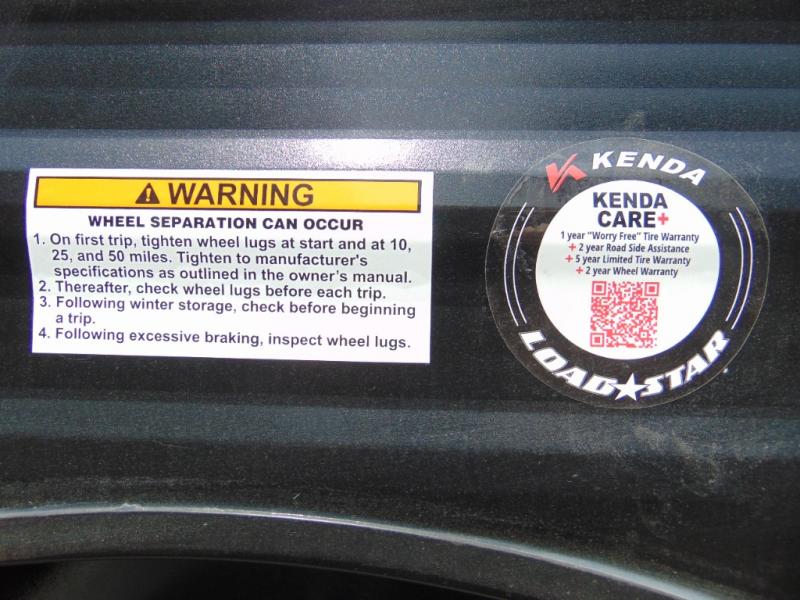 WARNING
WHEEL SEPARATION CAN OCCUR
1. On first trip, tighten wheel lugs at start and at 10,
25, and 50 miles. Tighten to manufacturer's
specifications as outlined in the owner's manual.
2. Thereafter, check wheel lugs before each trip.
3. Following winter storage, check before beginning
a trip.
4. Following excessive braking, inspect wheel lugs.
KENDA
KENDA
CARE+
1 year "Worry Free" Tire Warranty
+ 2 year Road Side Assistance
+ 5 year Limited Tire Warranty
+ 2 year Wheel Warranty
LOAD★STAR